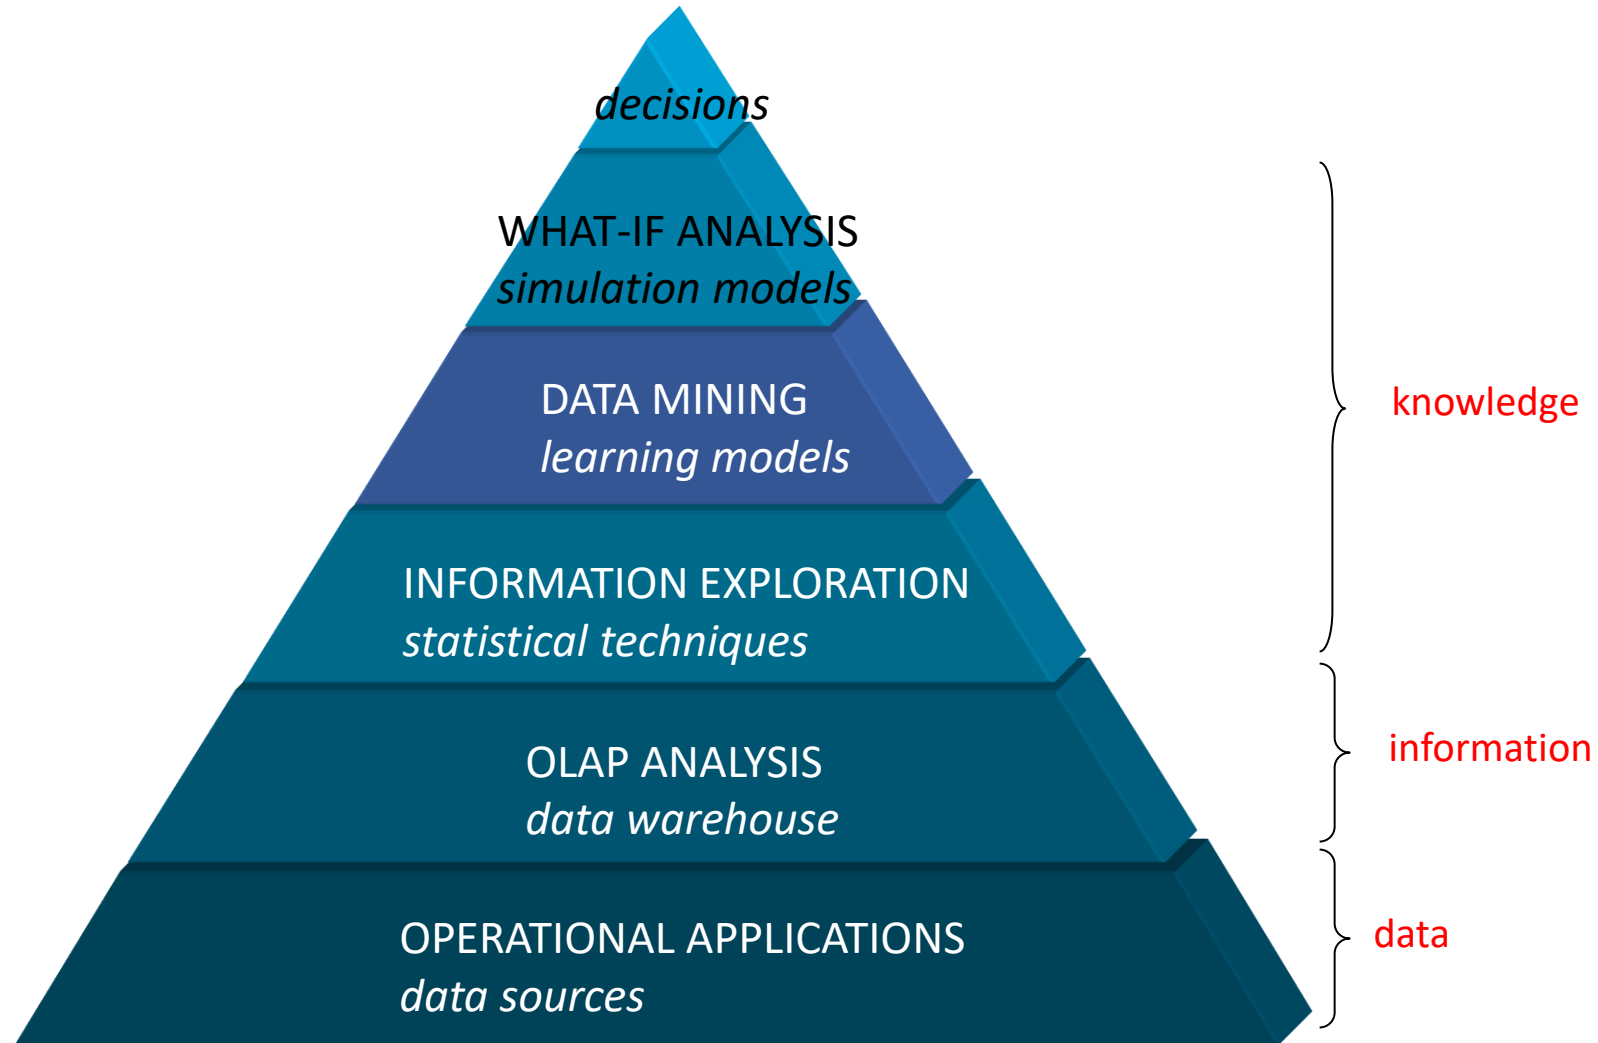 decisions
WHAT-IF ANALYSIS
simulation models
DATA MINING
learning models
INFORMATION EXPLORATION
statistical techniques
OLAP ANALYSIS
data warehouse
OPERATIONAL APPLICATIONS
data sources
knowledge
information
data